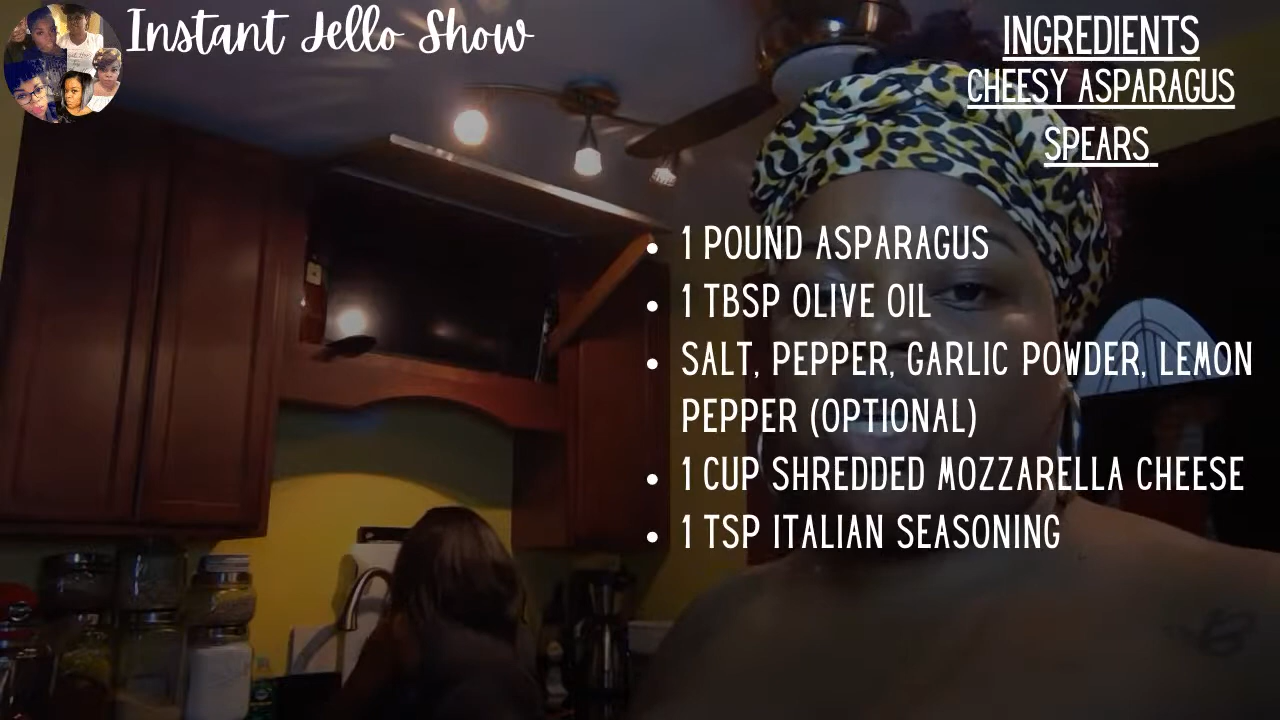 Instant Jello Show
INGREDIENTS
CHEESY ASPARAGUS
SPEARS
• 1 POUND ASPARAGUS
• 1 TBSP OLIVE OIL
• SALT, PEPPER, GARLIC POWDER, LEMON
PEPPER (OPTIONAL)
• 1 CUP SHREDDED MOZZARELLA CHEESE
• 1 TSP ITALIAN SEASONING